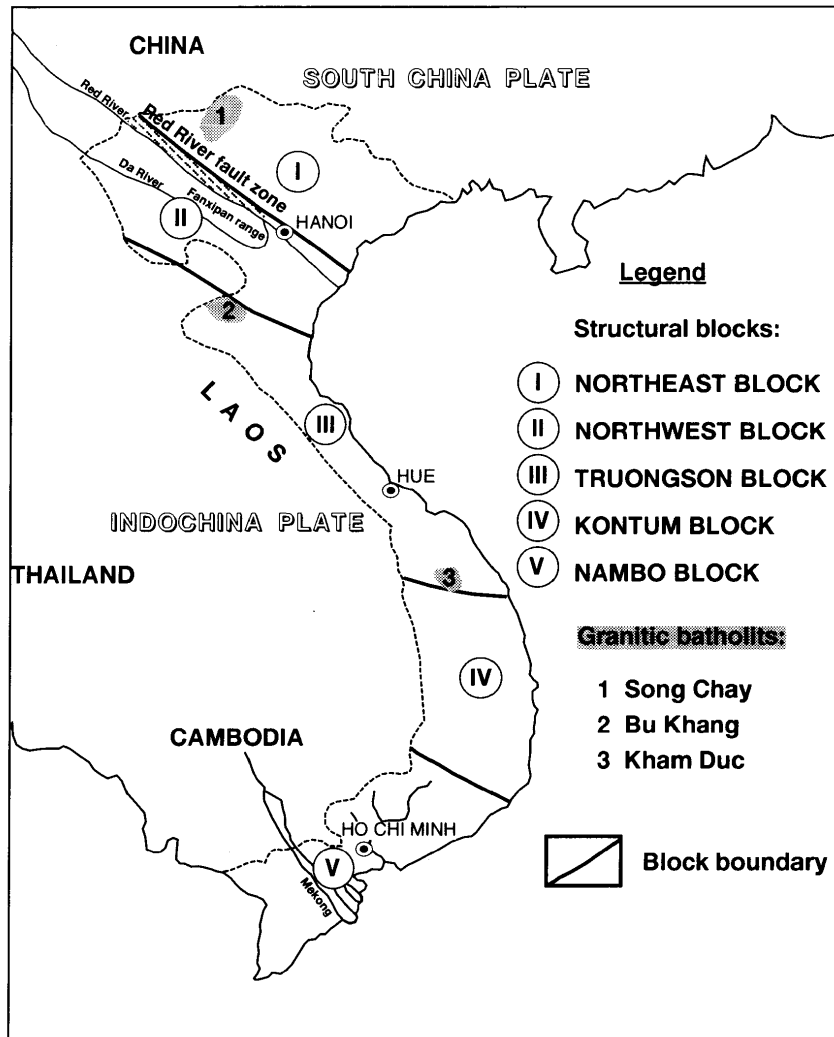 CHINA
SOUTH CHINA PLATE
Red River
1
Red River fault zone
I
Da River
Fanxipan range
II
HANOI
2
LAOS
III
HUE
INDOCHINA PLATE
THAILAND
3
IV
CAMBODIA
HO CHI MINH
V
Mekong
Legend
Structural blocks:
I NORTHEAST BLOCK
II NORTHWEST BLOCK
III TRUONGSON BLOCK
IV KONTUM BLOCK
V NAMBO BLOCK
Granitic batholits:
1 Song Chay
2 Bu Khang
3 Kham Duc
Block boundary